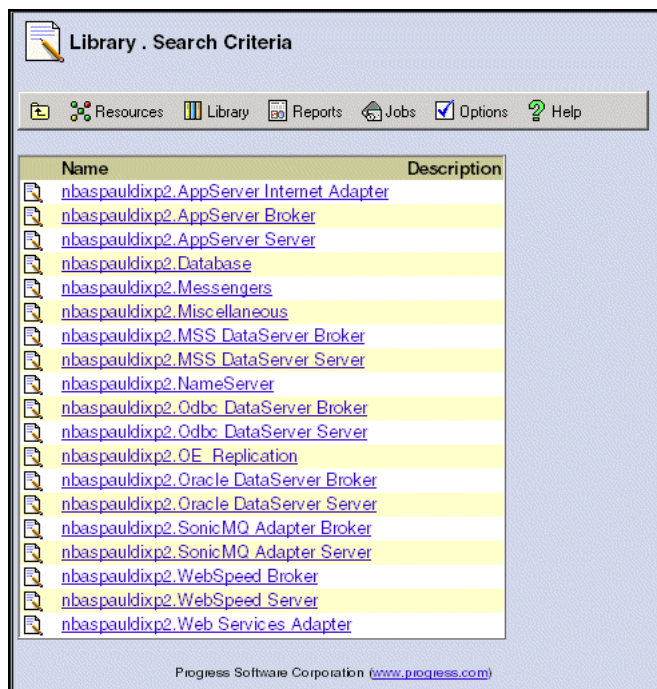 Library . Search Criteria
Resources Library Reports Jobs Options Help
Name Description
nbaspauldixp2.AppServer Internet Adapter
nbaspauldixp2.AppServer Broker
nbaspauldixp2.AppServer Server
nbaspauldixp2.Database
nbaspauldixp2.Messengers
nbaspauldixp2.Miscellaneous
nbaspauldixp2.MSS DataServer Broker
nbaspauldixp2.MSS DataServer Server
nbaspauldixp2.NameServer
nbaspauldixp2.Odbc DataServer Broker
nbaspauldixp2.Odbc DataServer Server
nbaspauldixp2.OE_Replication
nbaspauldixp2.Oracle DataServer Broker
nbaspauldixp2.Oracle DataServer Server
nbaspauldixp2.SonicMQ Adapter Broker
nbaspauldixp2.SonicMQ Adapter Server
nbaspauldixp2.WebSpeed Broker
nbaspauldixp2.WebSpeed Server
nbaspauldixp2.Web Services Adapter
Progress Software Corporation (www.progress.com)